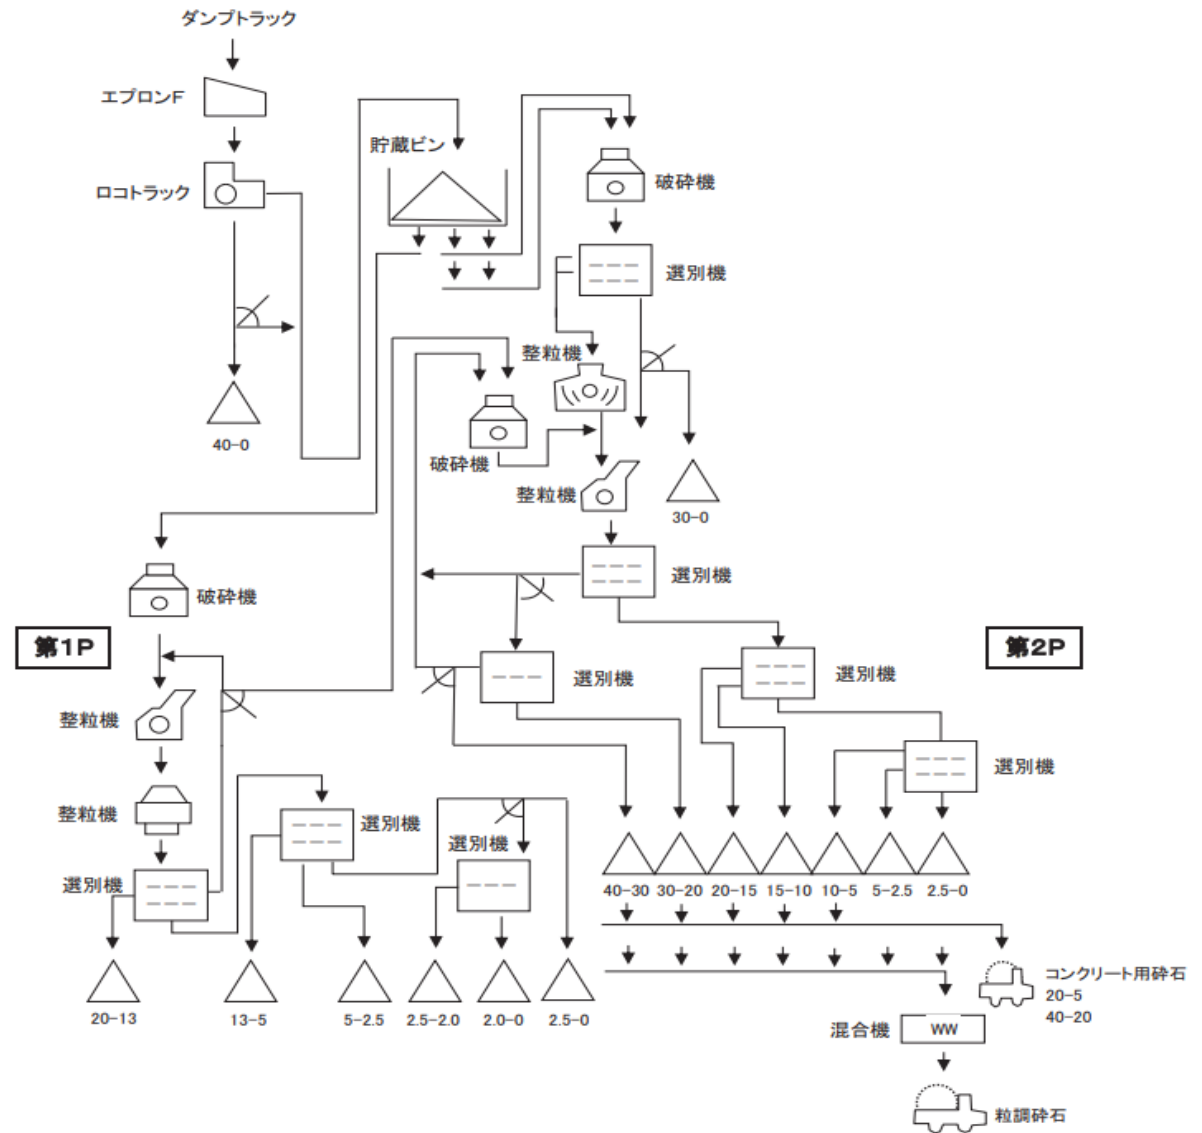 ダンプトラック
エプロンF
貯蔵ビン
ロコトラック
破砕機
選別機
整粒機
40-0
破砕機
整粒機
30-0
選別機
破砕機
第1P
第2P
選別機
選別機
整粒機
選別機
整粒機
選別機
選別機
選別機
40-30
30-20
20-15
15-10
10-5
5-2.5
2.5-0
コンクリート用砕石
20-5
40-20
20-13
13-5
5-2.5
2.5-2.0
2.0-0
2.5-0
混合機
WW
粒調砕石